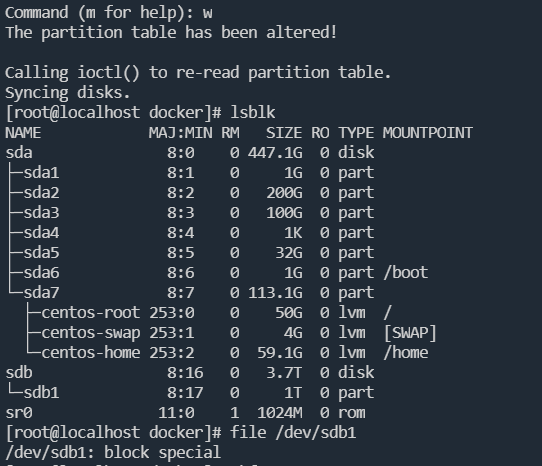 Command (m for help): w
The partition table has been altered!

Calling ioctl() to re-read partition table.
Syncing disks.
[root@localhost docker]# lsblk
NAME            MAJ:MIN RM   SIZE RO TYPE MOUNTPOINT
sda               8:0    0 447.1G  0 disk
├─sda1            8:1    0     1G  0 part
├─sda2            8:2    0   200G  0 part
├─sda3            8:3    0   100G  0 part
├─sda4            8:4    0     1K  0 part
├─sda5            8:5    0    32G  0 part
├─sda6            8:6    0     1G  0 part /boot
└─sda7            8:7    0 113.1G  0 part
  ├─centos-root 253:0    0    50G  0 lvm  /
  ├─centos-swap 253:1    0     4G  0 lvm  [SWAP]
  └─centos-home 253:2    0  59.1G  0 lvm  /home
sdb               8:16   0   3.7T  0 disk
└─sdb1            8:17   0     1T  0 part
sr0              11:0    1  1024M  0 rom
[root@localhost docker]# file /dev/sdb1
/dev/sdb1: block special